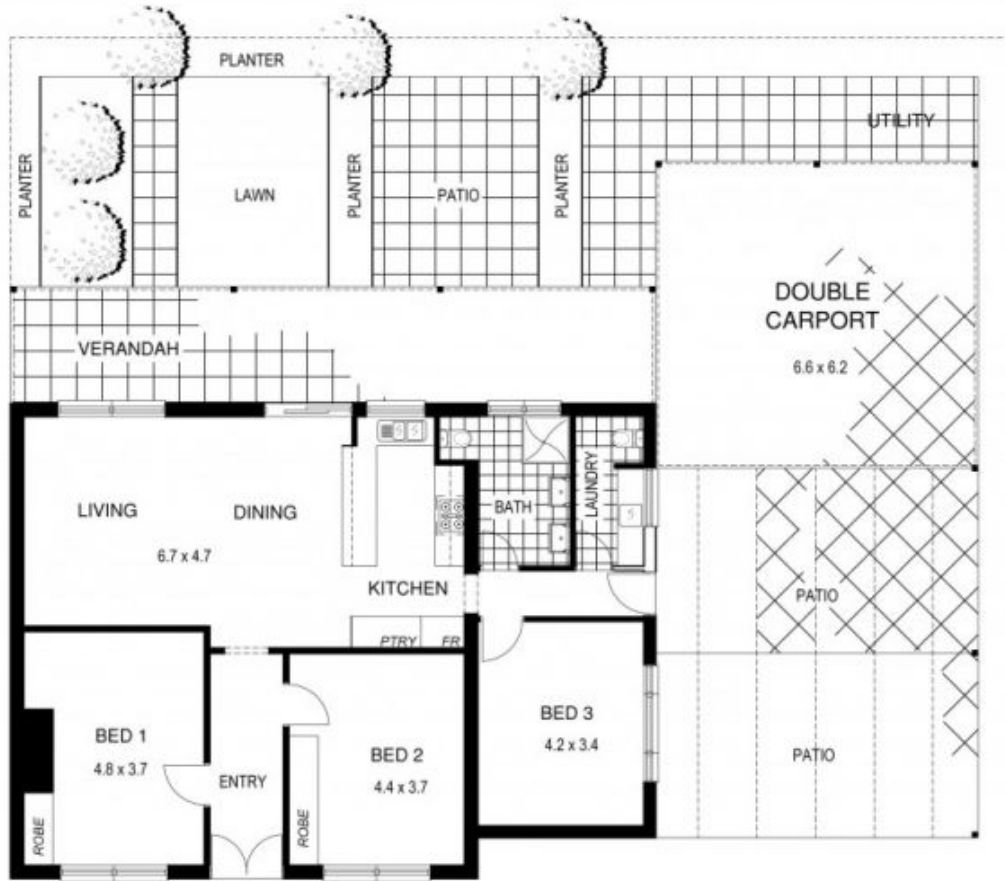 PLANTER
UTILITY
PLANTER
LAWN
PLANTER
PATIO
PLANTER
DOUBLE
CARPORT
6.6 x 6.2
VERANDAH
LIVING
DINING
6.7 x 4.7
KITCHEN
BATH
LAUNDRY
PATIO
PTRY
FR
BED 1
4.8 x 3.7
ROBE
ENTRY
BED 2
4.4 x 3.7
ROBE
BED 3
4.2 x 3.4
PATIO